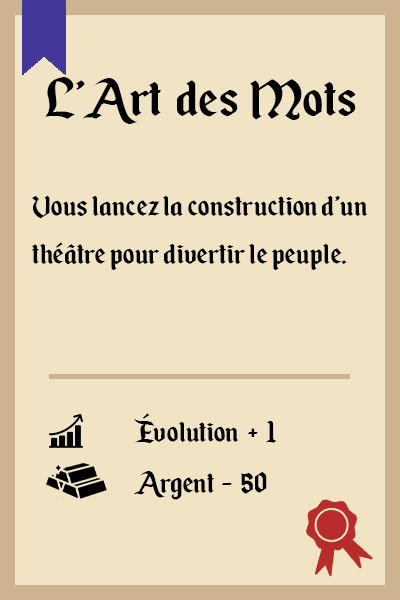 L'Art des Mots
Vous lancez la construction d'un
théâtre pour divertir le peuple.
Évolution + 1
Argent - 50